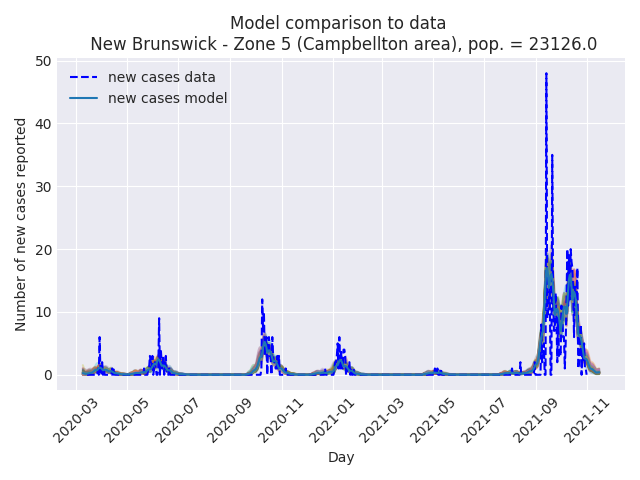 Model comparison to data
New Brunswick - Zone 5 (Campbellton area), pop. = 23126.0
new cases data
new cases model
Number of new cases reported
50
40
30
20
10
0
2020-03
2020-05
2020-07
2020-09
2020-11
2021-01
2021-03
2021-05
2021-07
2021-09
2021-11
Day